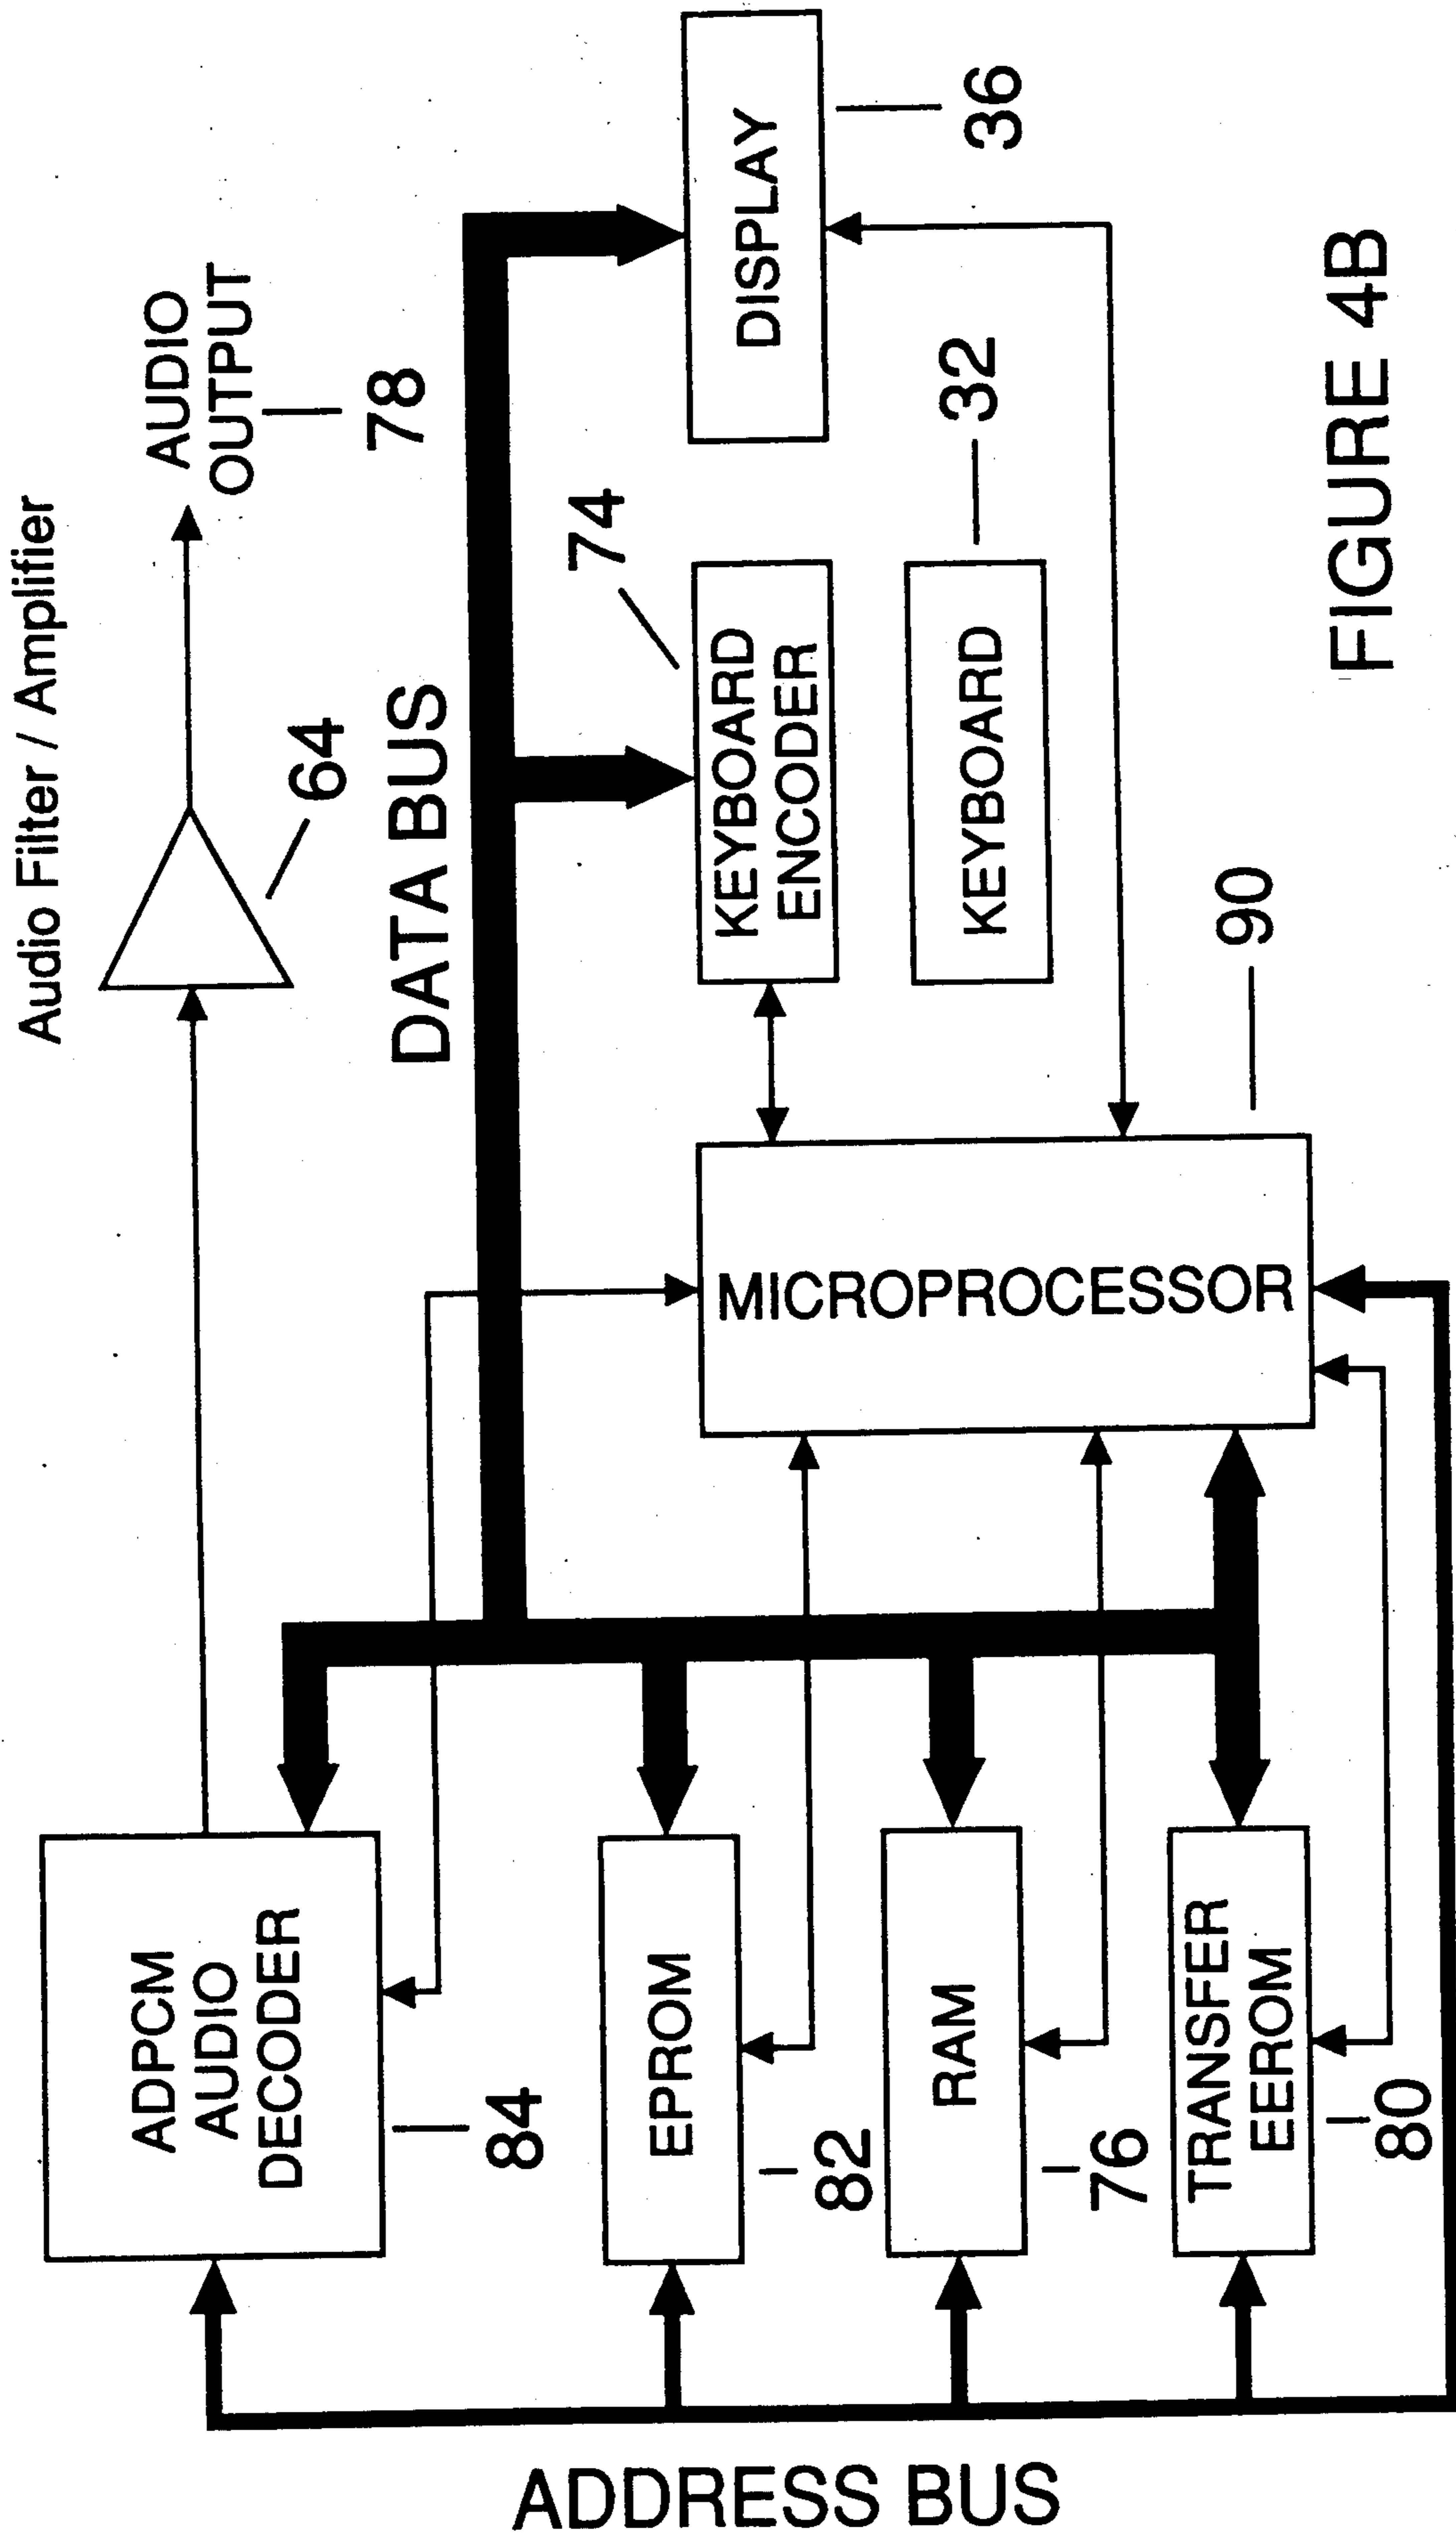 Audio Filter / Amplifier
64
AUDIO
OUTPUT
78
DATA BUS
ADPCM
AUDIO
DECODER
84
EPROM
82
RAM
76
TRANSFER
EEROM
80
MICROPROCESSOR
90
KEYBOARD
ENCODER
74
KEYBOARD
32
DISPLAY
36
ADDRESS BUS
FIGURE 4B